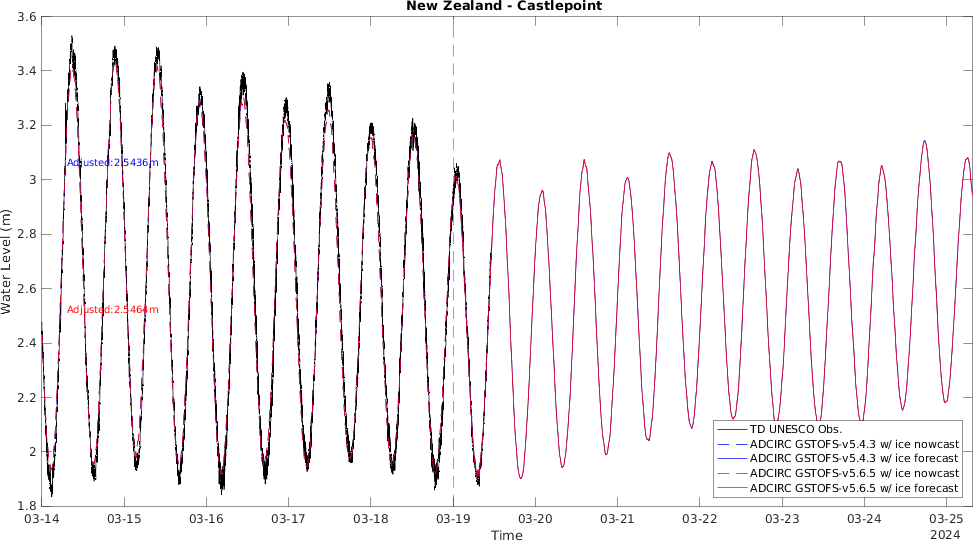 New Zealand - Castlepoint
3.6
3.4
3.2
3
2.8
2.6
2.4
2.2
2
1.8
Water Level (m)
Adjusted:2.5436m
Adjusted:2.5464m
TD UNESCO Obs.
ADCIRC GSTOFS-v5.4.3 w/ ice nowcast
ADCIRC GSTOFS-v5.4.3 w/ ice forecast
ADCIRC GSTOFS-v5.6.5 w/ ice nowcast
ADCIRC GSTOFS-v5.6.5 w/ ice forecast
03-14 03-15 03-16 03-17 03-18 03-19 03-20 03-21 03-22 03-23 03-24 03-25
Time 2024